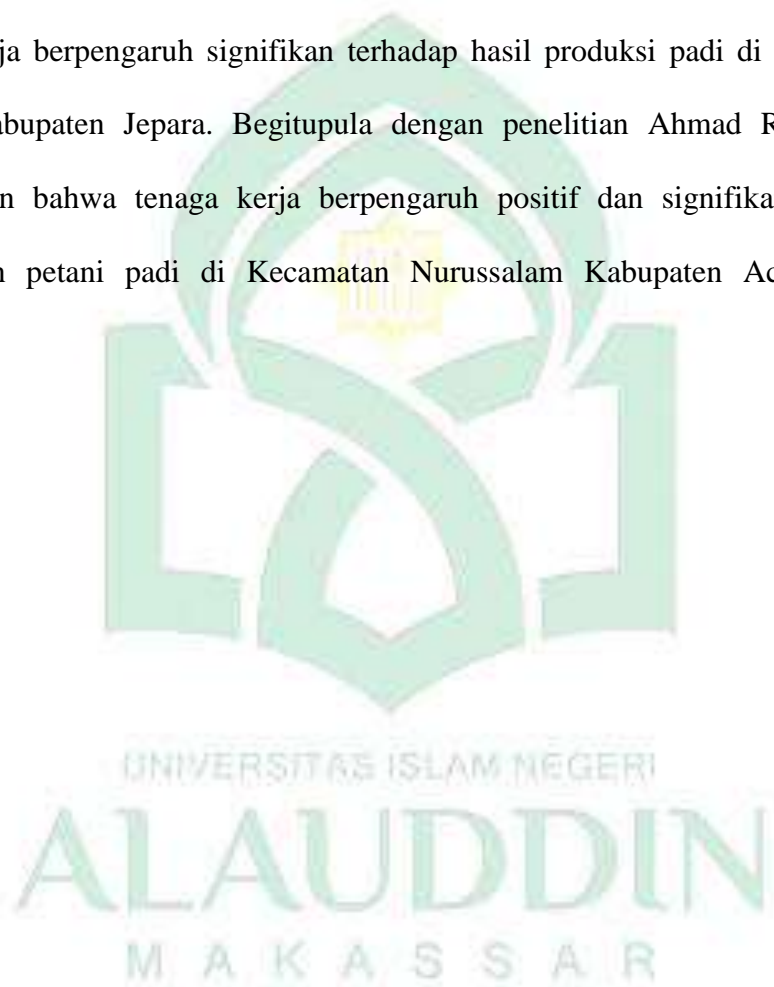 ja berpengaruh signifikan terhadap hasil produksi padi di
abupaten Jepara. Begitupula dengan penelitian Ahmad R
n bahwa tenaga kerja berpengaruh positif dan signifika
n petani padi di Kecamatan Nurussalam Kabupaten Ac
UNIVERSITAS ISLAM NEGERI
ALAUDDIN
MAKASSAR